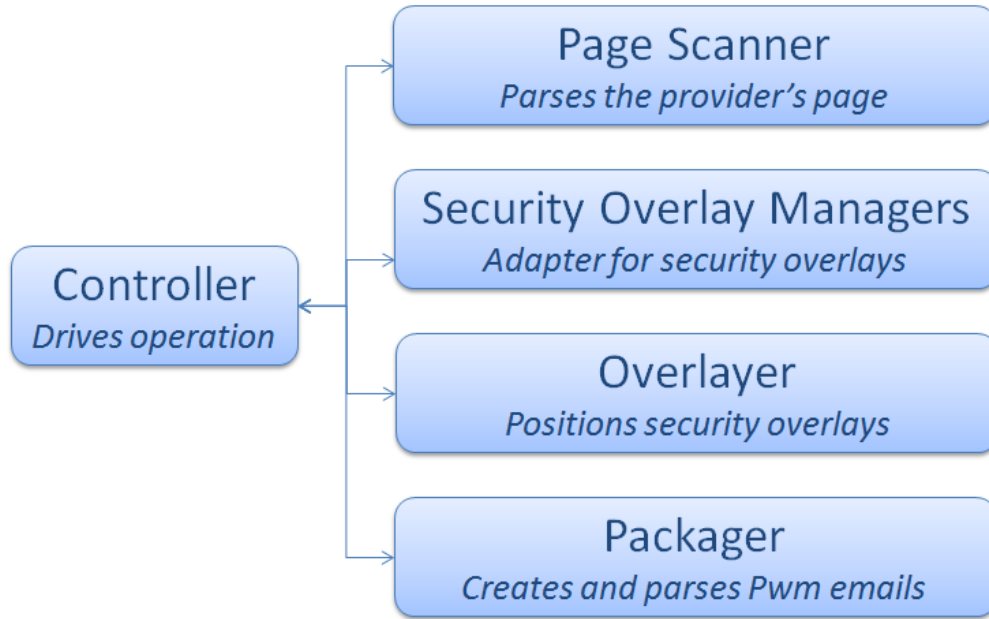 Page Scanner
Parses the provider's page
Security Overlay Managers
Adapter for security overlays
Controller
Drives operation
Overlayer
Positions security overlays
Packager
Creates and parses Pwm emails